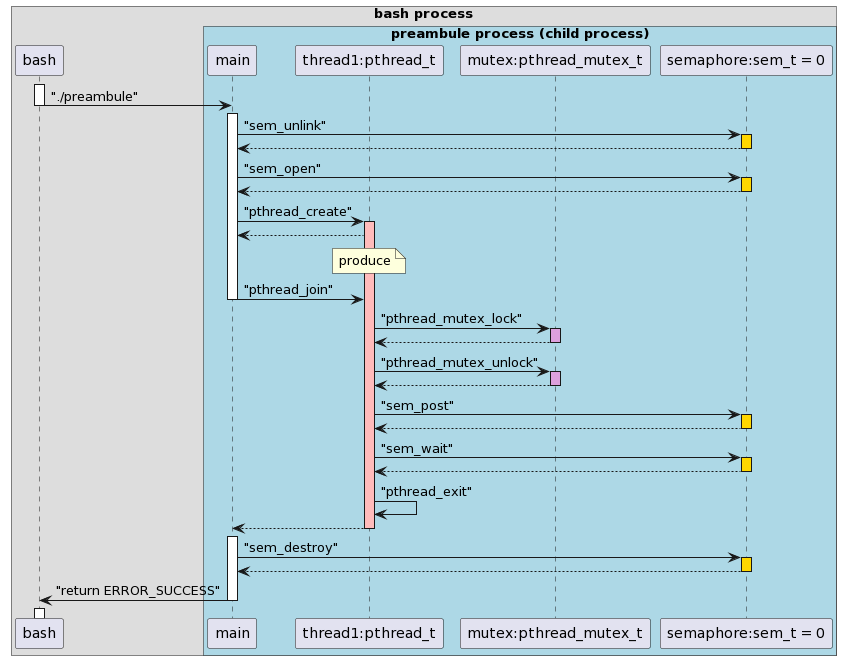 bash process
preambule process (child process)
bash
main
thread1:pthread_t
mutex:pthread_mutex_t
semaphore:sem_t = 0
"./preambule"
"sem_unlink"
"sem_open"
"pthread_create"
produce
"pthread_join"
"pthread_mutex_lock"
"pthread_mutex_unlock"
"sem_post"
"sem_wait"
"pthread_exit"
"sem_destroy"
"return ERROR_SUCCESS"
bash
main
thread1:pthread_t
mutex:pthread_mutex_t
semaphore:sem_t = 0